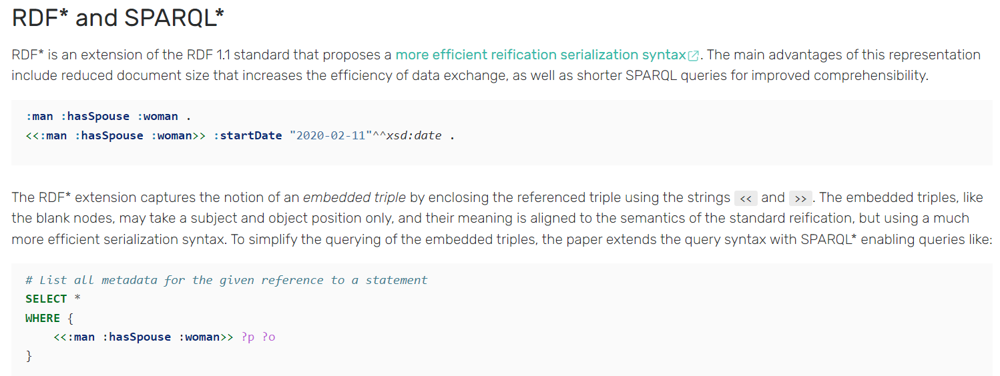 RDF* and SPARQL*
RDF* is an extension of the RDF 1.1 standard that proposes a more efficient reification serialization syntax. The main advantages of this representation
include reduced document size that increases the efficiency of data exchange, as well as shorter SPARQL queries for improved comprehensibility.
:man :hasSpouse :woman .
<<:man :hasSpouse :woman>> :startDate "2020-02-11"^^xsd:date .
The RDF* extension captures the notion of an embedded triple by enclosing the referenced triple using the strings << and >>. The embedded triples, like
the blank nodes, may take a subject and object position only, and their meaning is aligned to the semantics of the standard reification, but using a much
more efficient serialization syntax. To simplify the querying of the embedded triples, the paper extends the query syntax with SPARQL* enabling queries like:
# List all metadata for the given reference to a statement
SELECT *
WHERE {
    <<:man :hasSpouse :woman>> ?p ?o
}